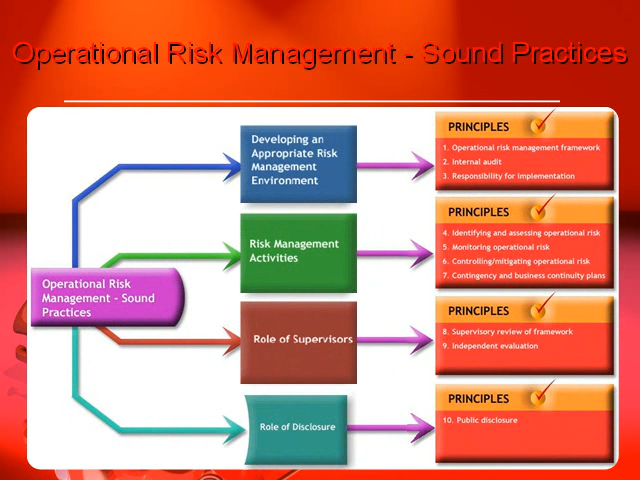 Operational Risk Management - Sound Practices
Operational Risk
Management - Sound
Practices
Developing an
Appropriate Risk
Management
Environment
PRINCIPLES
1. Operational risk management framework
2. Internal audit
3. Responsibility for implementation
Risk Management
Activities
PRINCIPLES
4. Identifying and assessing operational risk
5. Monitoring operational risk
6. Controlling/mitigating operational risk
7. Contingency and business continuity plans
Role of Supervisors
PRINCIPLES
8. Supervisory review of framework
9. Independent evaluation
Role of Disclosure
PRINCIPLES
10. Public disclosure